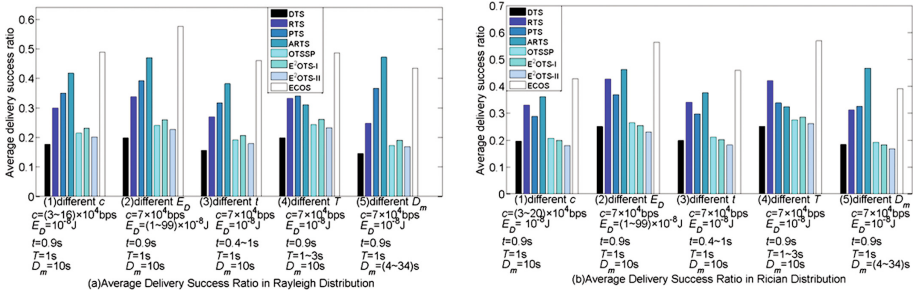 Average delivery success ratio
0.6
0.5
0.4
0.3
0.2
0.1
0
DTS
RTS
PTS
ARTS
OTSSP
E²OTS-I
E²OTS-II
ECOS
(1)different c
c=(3~16)×10⁴bps
E_D=10⁻⁸J
t=0.9s
T=1s
D_m=10s
(2)different E_D
c=7×10⁴bps
E_D=(1~99)×10⁻⁸J
t=0.9s
T=1s
D_m=10s
(3)different t
c=7×10⁴bps
E_D=10⁻⁸J
t=0.4~1s
T=1s
D_m=10s
(4)different T
c=7×10⁴bps
E_D=10⁻⁸J
t=0.9s
T=1~3s
D_m=10s
(5)different D_m
c=7×10⁴bps
E_D=10⁻⁸J
t=0.9s
T=1s
D_m=(4~34)s
(a)Average Delivery Success Ratio in Rayleigh Distribution
Average delivery success ratio
0.7
0.6
0.5
0.4
0.3
0.2
0.1
0
DTS
RTS
PTS
ARTS
OTSSP
E²OTS-I
E²OTS-II
ECOS
(1)different c
c=(3~20)×10⁴bps
E_D=10⁻⁸J
t=0.9s
T=1s
D_m=10s
(2)different E_D
c=7×10⁴bps
E_D=(1~99)×10⁻⁸J
t=0.9s
T=1s
D_m=10s
(3)different t
c=7×10⁴bps
E_D=10⁻⁸J
t=0.4~1s
T=1s
D_m=10s
(4)different T
c=7×10⁴bps
E_D=10⁻⁸J
t=0.9s
T=1~3s
D_m=10s
(5)different D_m
c=7×10⁴bps
E_D=10⁻⁸J
t=0.9s
T=1s
D_m=(4~34)s
(b)Average Delivery Success Ratio in Rician Distribution